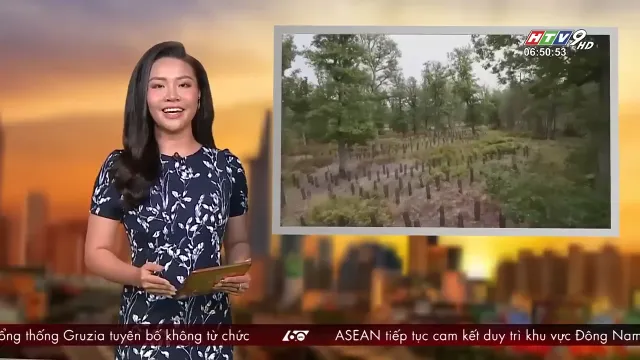 HTV9 HD
06:50:53
ổng thống Gruzia tuyên bố không từ chức 60 ASEAN tiếp tục cam kết duy trì khu vực Đông Nam